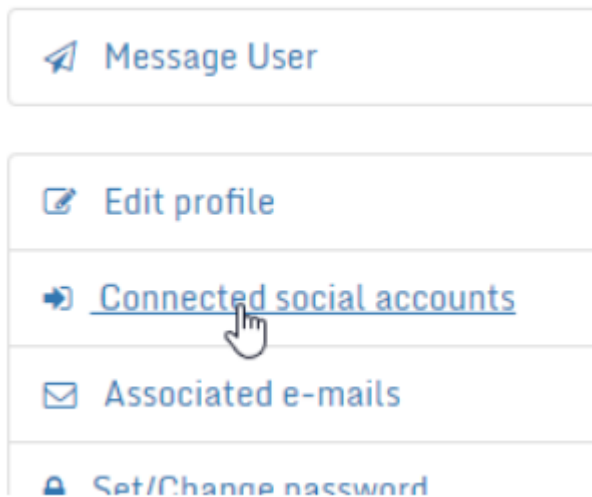 Message User
Edit profile
Connected social accounts
Associated e-mails
Set/Change password